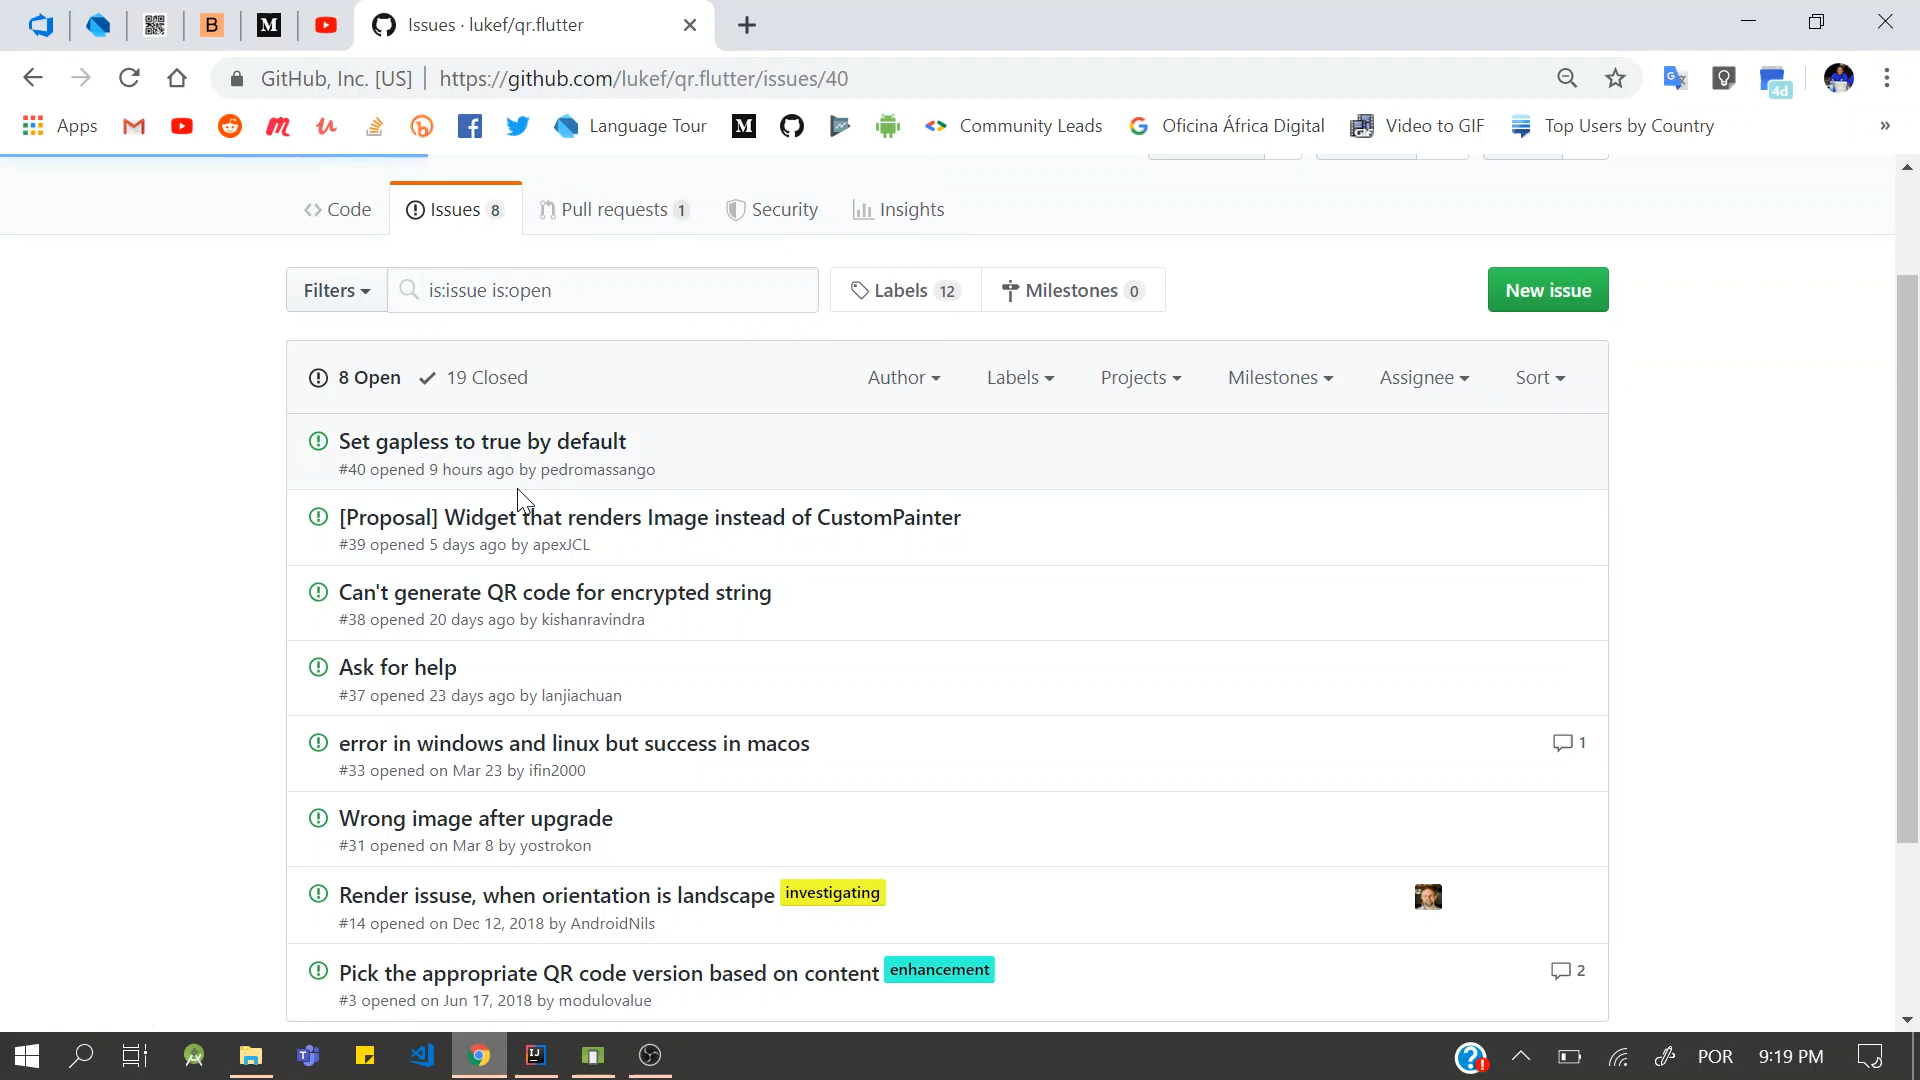 B
M
Issues · lukef/qr.flutter
GitHub, Inc. [US]
https://github.com/lukef/qr.flutter/issues/40
4d
Apps
Language Tour
M
Community Leads
Oficina África Digital
Video to GIF
Top Users by Country
»
Code
Issues 8
Pull requests 1
Security
Insights
Filters
is:issue is:open
Labels 12
Milestones 0
New issue
8 Open
19 Closed
Author
Labels
Projects
Milestones
Assignee
Sort
Set gapless to true by default
#40 opened 9 hours ago by pedromassango
[Proposal] Widget that renders Image instead of CustomPainter
#39 opened 5 days ago by apexJCL
Can't generate QR code for encrypted string
#38 opened 20 days ago by kishanravindra
Ask for help
#37 opened 23 days ago by lanjiachuan
error in windows and linux but success in macos
1
#33 opened on Mar 23 by ifin2000
Wrong image after upgrade
#31 opened on Mar 8 by yostrokon
Render issuse, when orientation is landscape investigating
#14 opened on Dec 12, 2018 by AndroidNils
Pick the appropriate QR code version based on content enhancement
2
#3 opened on Jun 17, 2018 by modulovalue
IJ
POR
9:19 PM